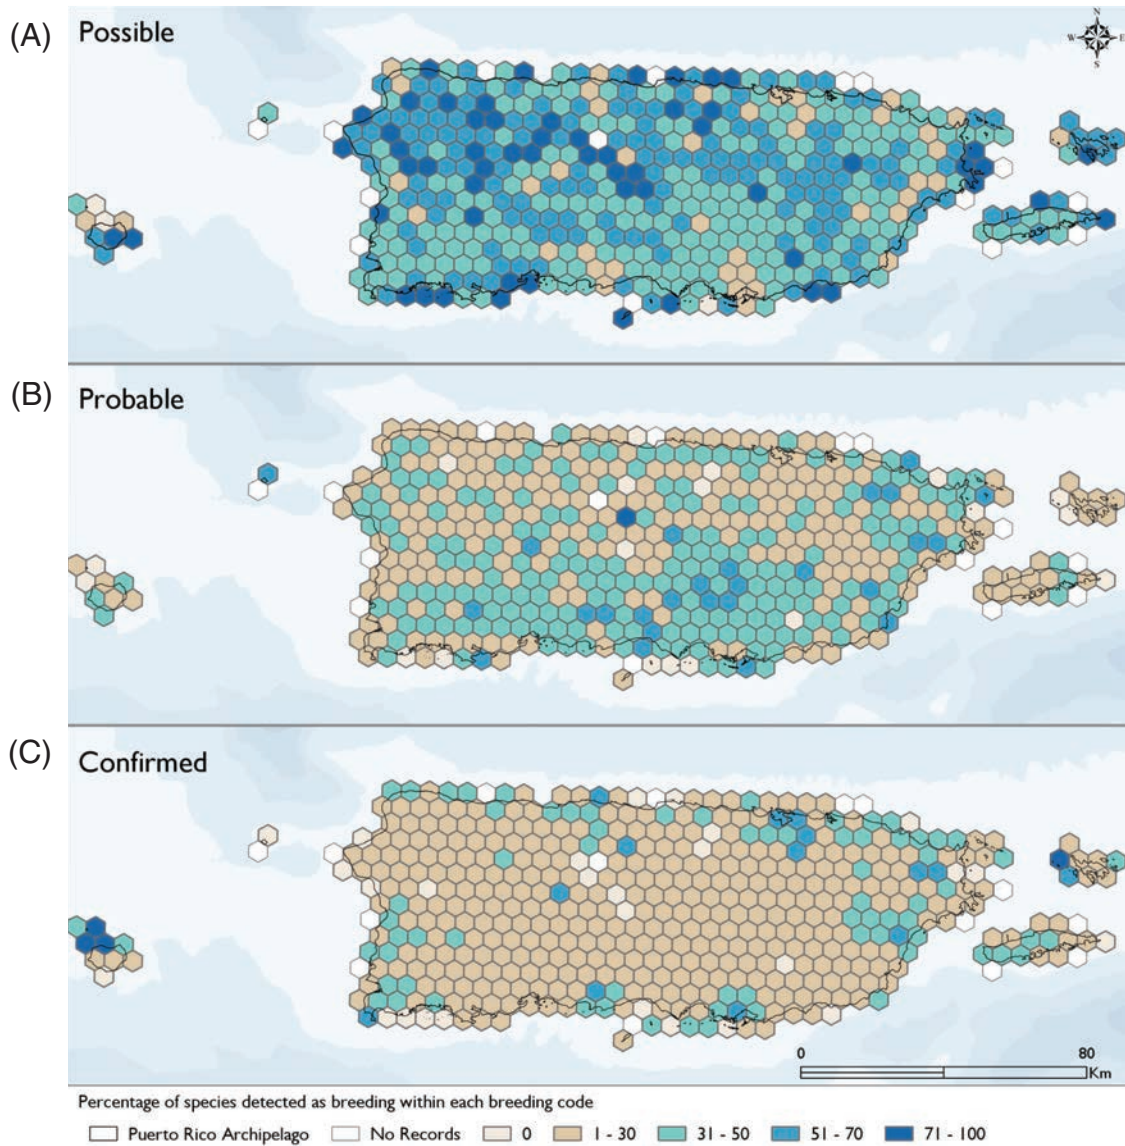 (A)
Possible
N
W E
S
(B)
Probable
(C)
Confirmed
0 80
Km
Percentage of species detected as breeding within each breeding code
Puerto Rico Archipelago No Records 0 1 - 30 31 - 50 51 - 70 71 - 100